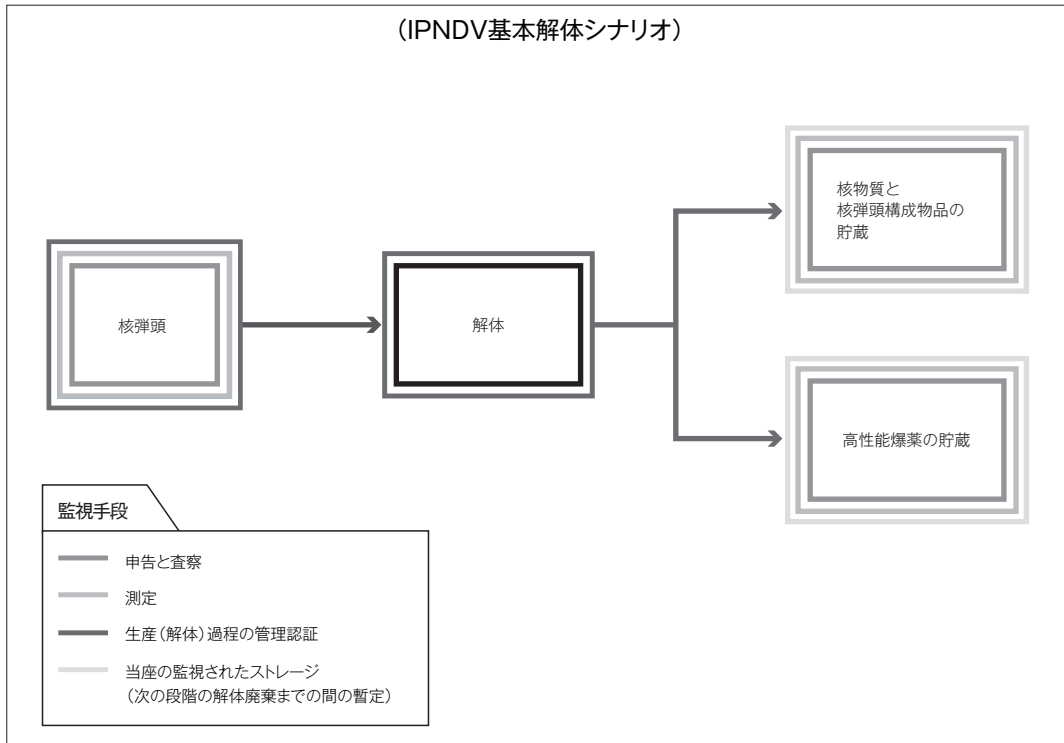 （IPNDV基本解体シナリオ）
核弾頭
解体
核物質と
核弾頭構成物品の
貯蔵
高性能爆薬の貯蔵
監視手段
申告と査察
測定
生産（解体）過程の管理認証
当座の監視されたストレージ
（次の段階の解体廃棄までの間の暫定）